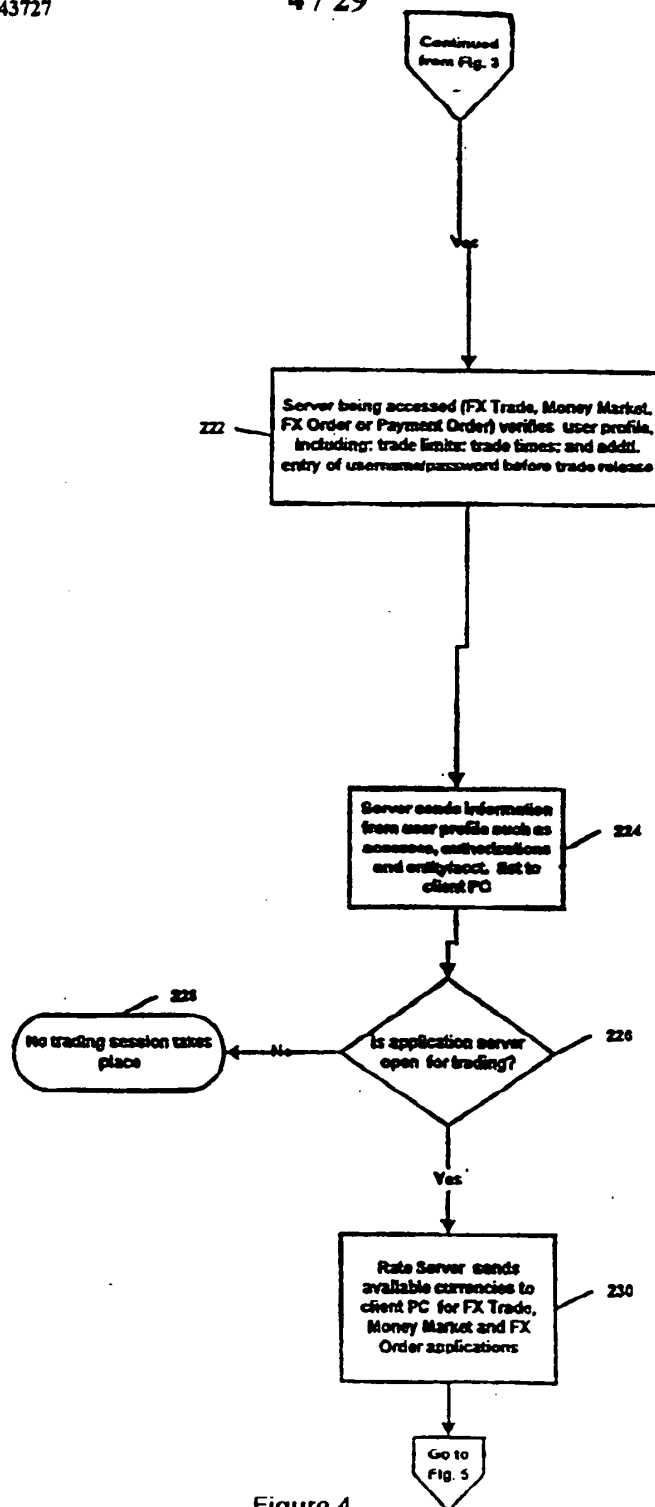 43727
4 / 29
Continued
from Fig. 3
Yes
222
Server being accessed (FX Trade, Money Market,
FX Order or Payment Order) verifies user profile,
including: trade limits; trade times; and addtl.
entry of username/password before trade release
Server sends information
from user profile such as
accesses, authorizations
and entity/acct. list to
client PC
224
228
No trading session takes
place
No
Is application server
open for trading?
226
Yes
Rate Server sends
available currencies to
client PC for FX Trade,
Money Market and FX
Order applications
230
Go to
Fig. 5
Figure 4